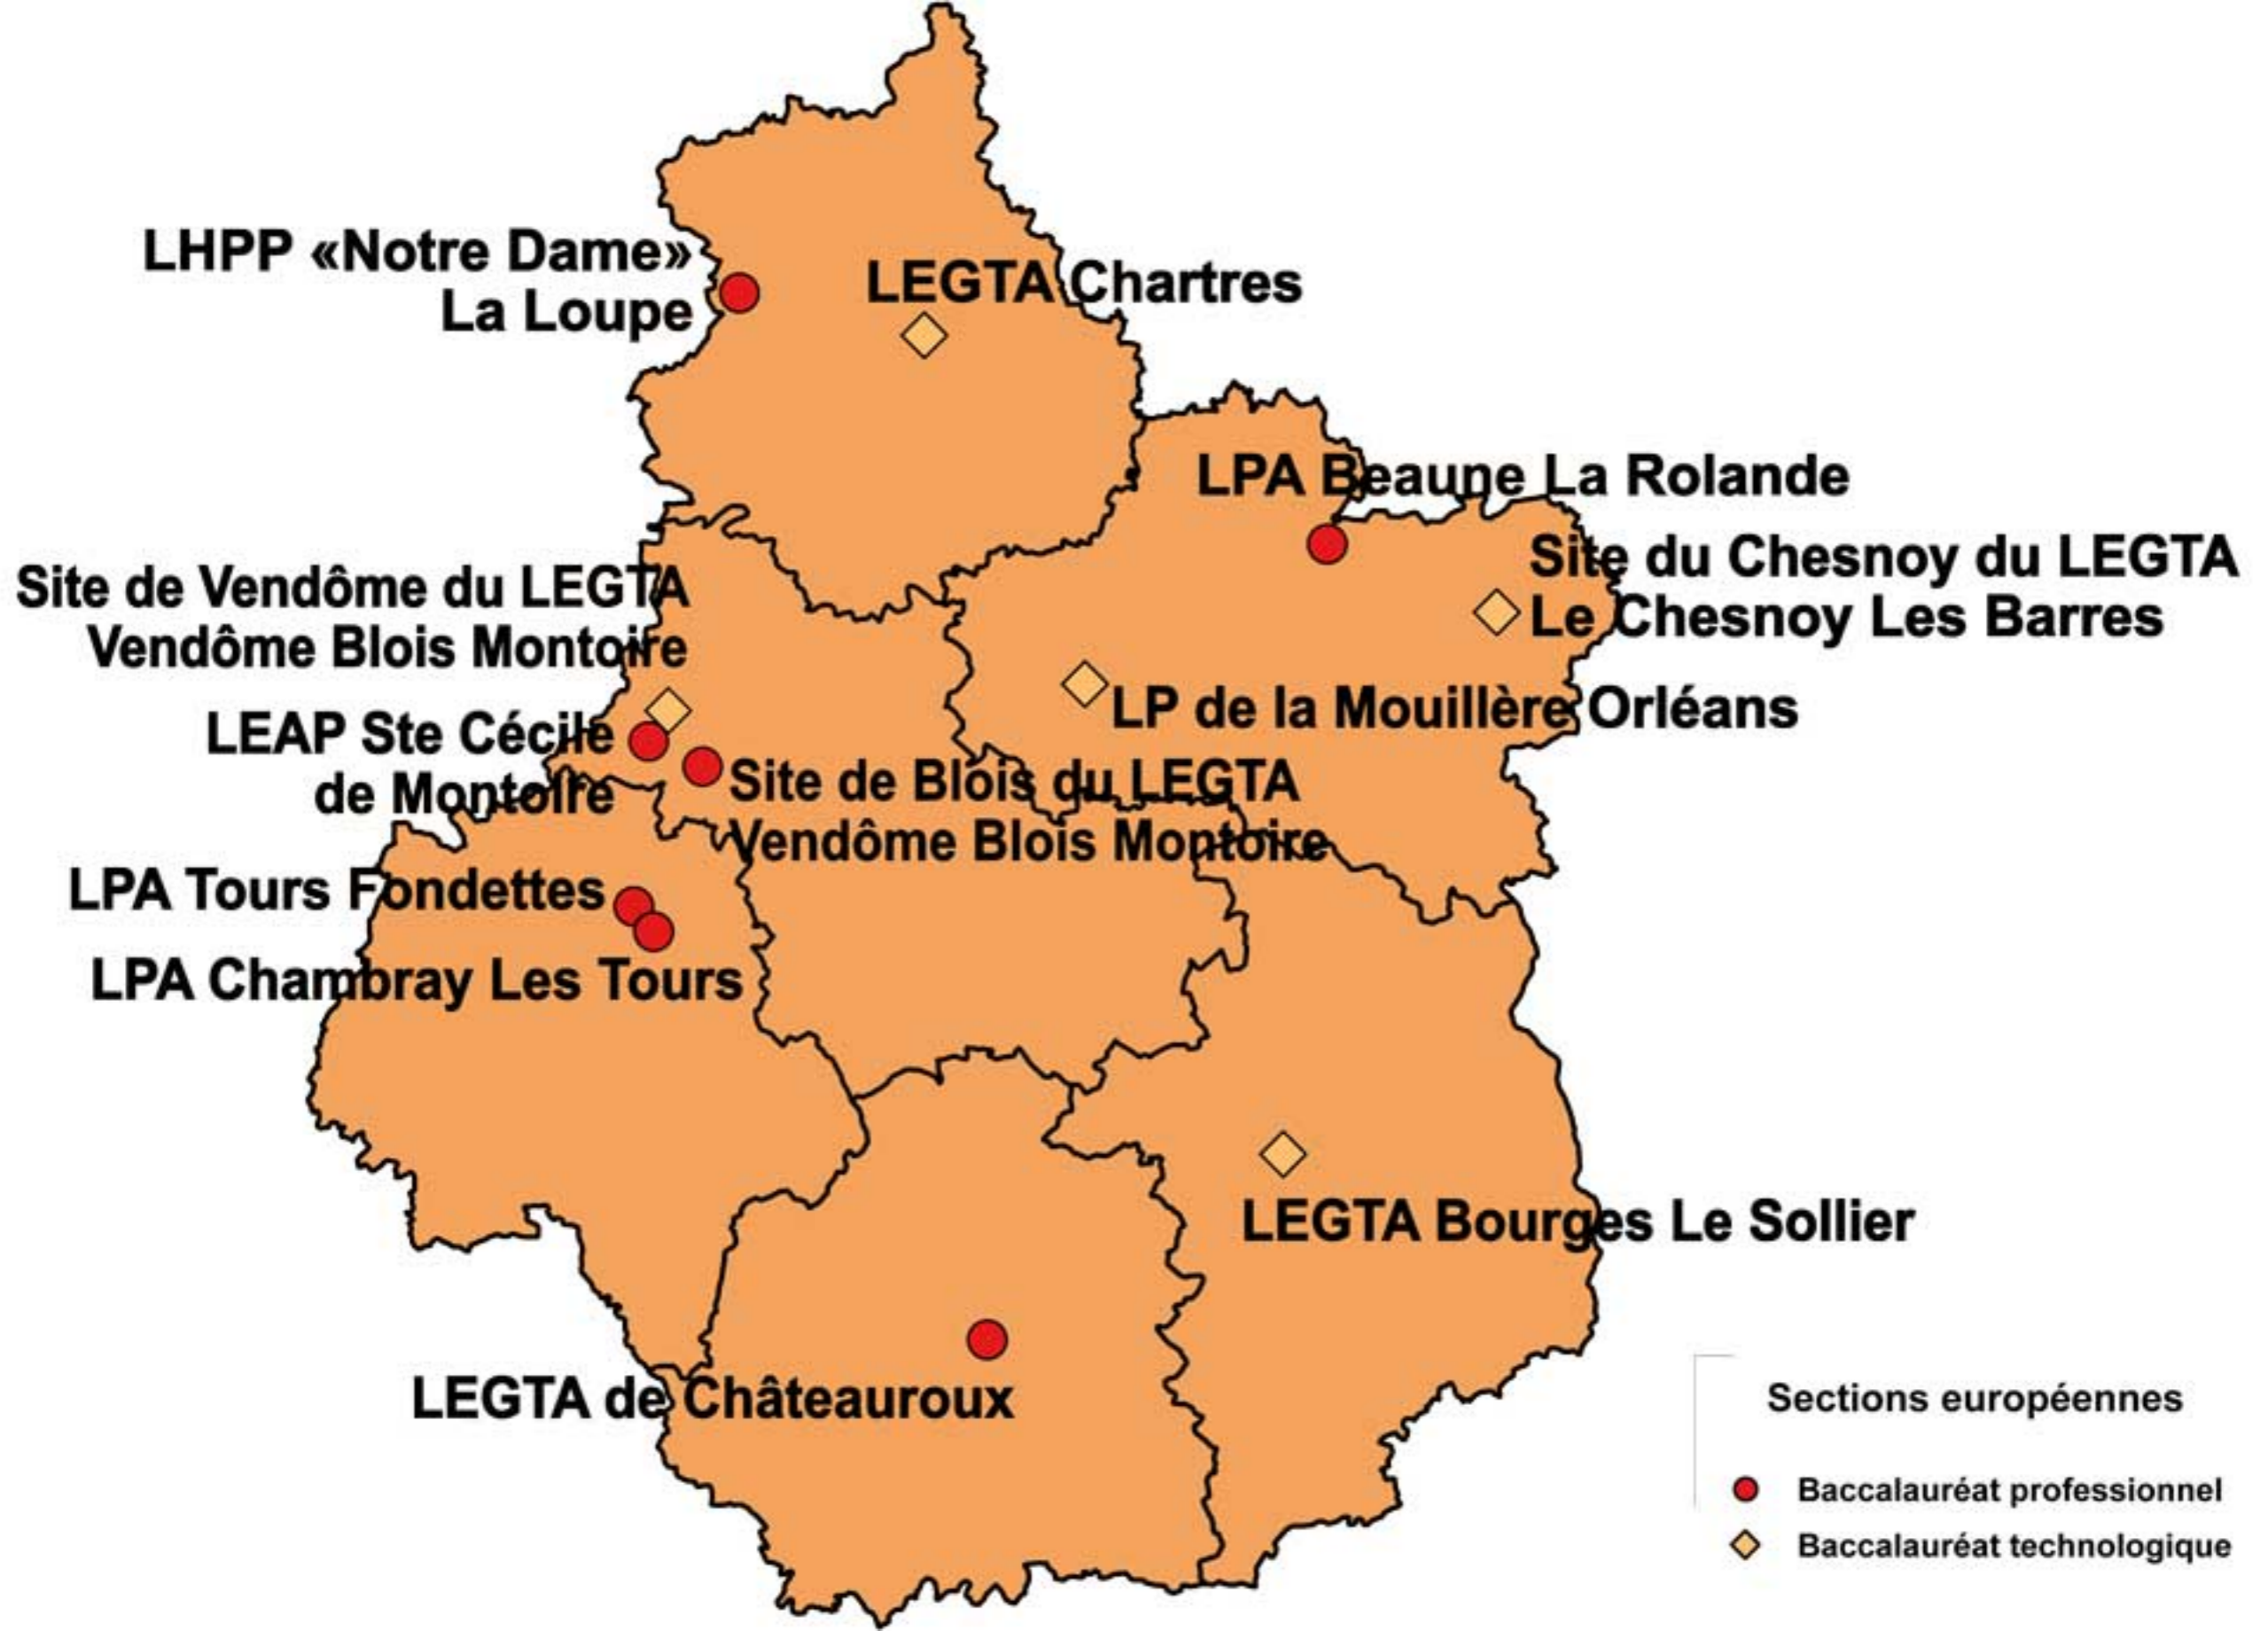 LHPP «Notre Dame»
La Loupe
LEGTA Chartres
LPA Beaune La Rolande
Site du Chesnoy du LEGTA
Le Chesnoy Les Barres
Site de Vendôme du LEGTA
Vendôme Blois Montoire
LP de la Mouillère Orléans
LEAP Ste Cécile
de Montoire
Site de Blois du LEGTA
Vendôme Blois Montoire
LPA Tours Fondettes
LPA Chambray Les Tours
LEGTA Bourges Le Sollier
LEGTA de Châteauroux
Sections européennes
Baccalauréat professionnel
Baccalauréat technologique